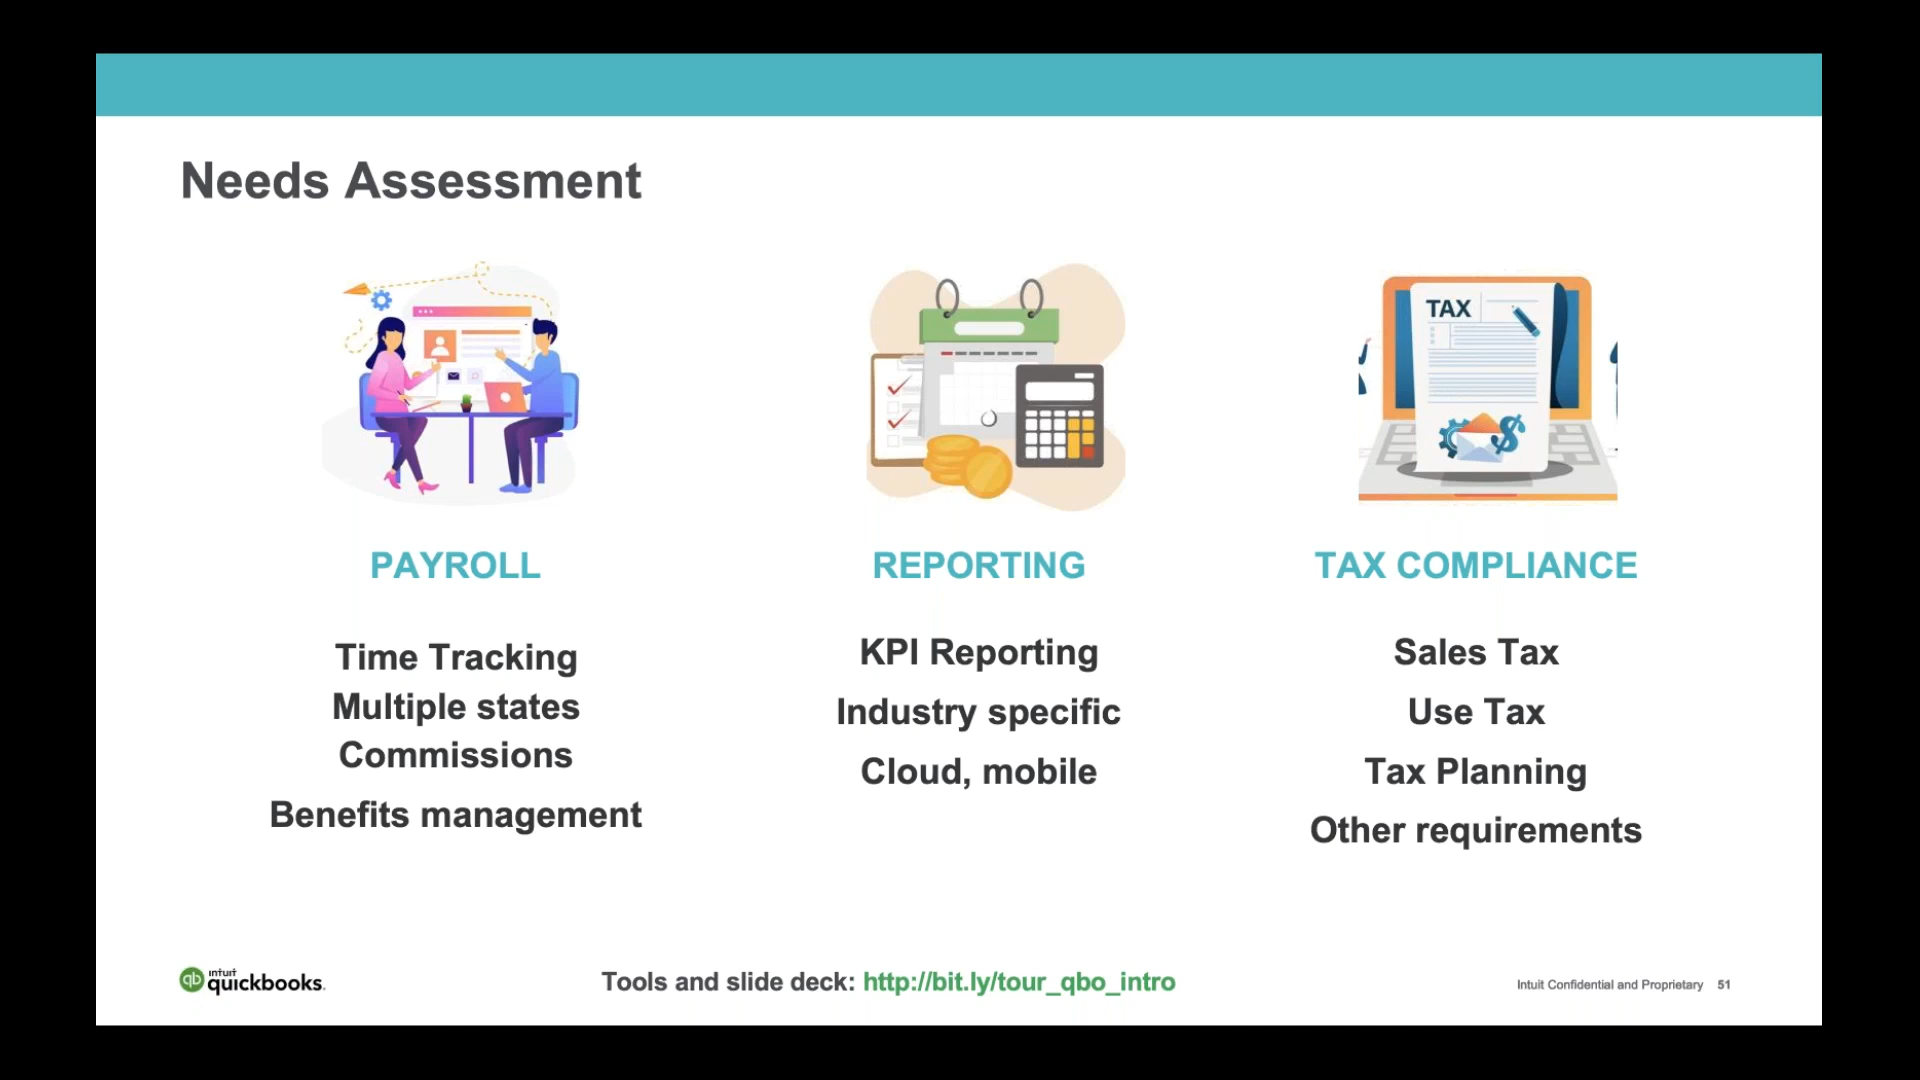 Needs Assessment
TAX
PAYROLL
Time Tracking
Multiple states
Commissions
Benefits management
REPORTING
KPI Reporting
Industry specific
Cloud, mobile
TAX COMPLIANCE
Sales Tax
Use Tax
Tax Planning
Other requirements
qb intuit quickbooks.
Tools and slide deck: http://bit.ly/tour_qbo_intro
Intuit Confidential and Proprietary 51